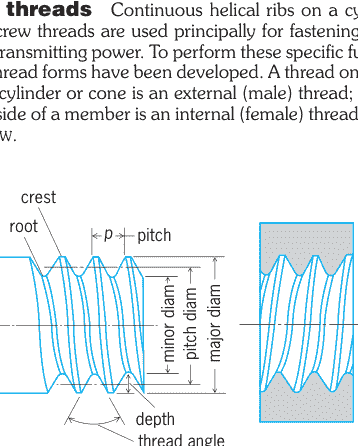 threads Continuous helical ribs on a cy
crew threads are used principally for fastening
transmitting power. To perform these specific fu
hread forms have been developed. A thread on
cylinder or cone is an external (male) thread;
side of a member is an internal (female) thread
w.
crest
root
p
pitch
minor diam
pitch diam
major diam
depth
thread angle